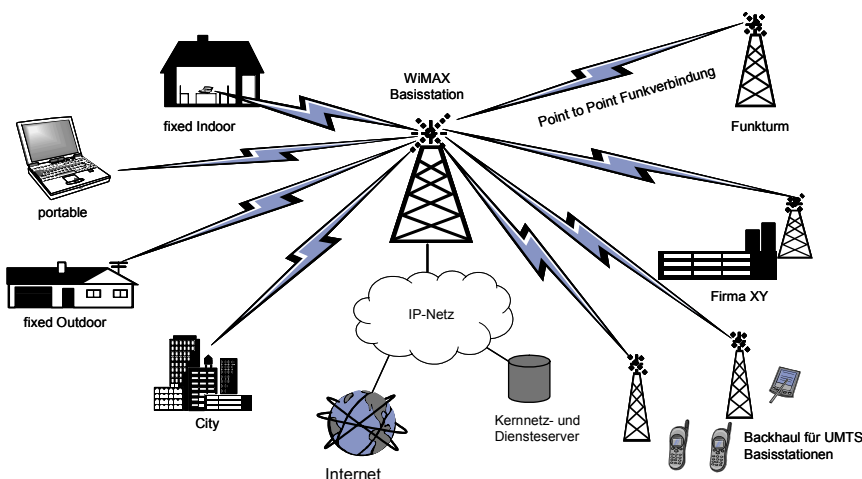 WiMAX
Basisstation
fixed Indoor
Point to Point Funkverbindung
Funkturm
portable
Firma XY
fixed Outdoor
IP-Netz
City
Kernnetz- und
Diensteserver
Backhaul für UMTS
Basisstationen
Internet